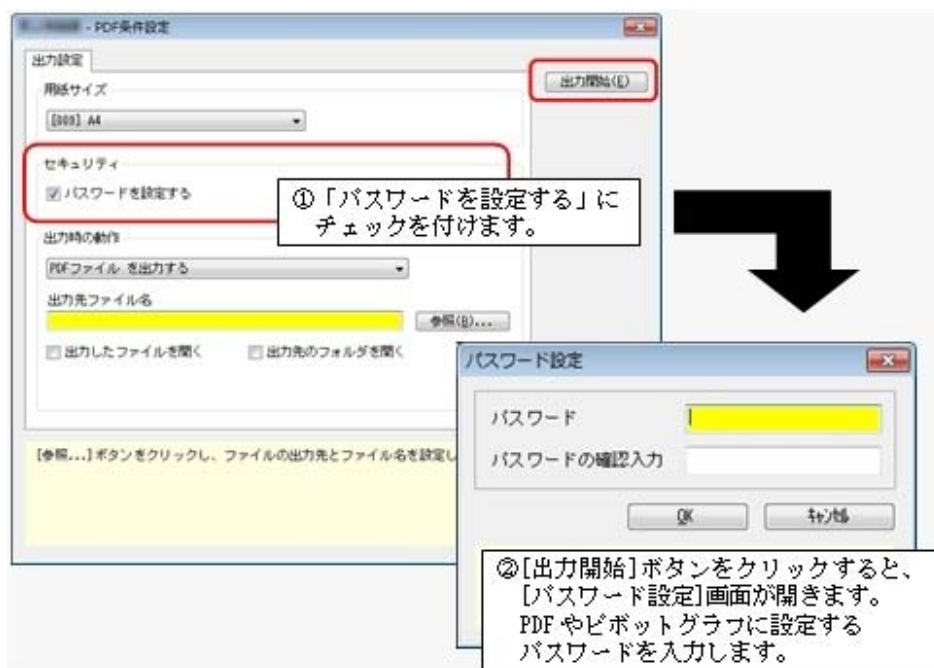 - PDF条件設定
出力設定
出力開始(E)
用紙サイズ
[009] A4
セキュリティ
パスワードを設定する
①「パスワードを設定する」に
チェックを付けます。
出力時の動作
PDFファイル を出力する
出力先ファイル名
参照(B)...
出力したファイルを開く
出力先のフォルダを開く
[参照...]ボタンをクリックし、ファイルの出力先とファイル名を設定し
パスワード設定
パスワード
パスワードの確認入力
OK
キャンセル
②[出力開始]ボタンをクリックすると、
[パスワード設定]画面が開きます。
PDFやピボットグラフに設定する
パスワードを入力します。